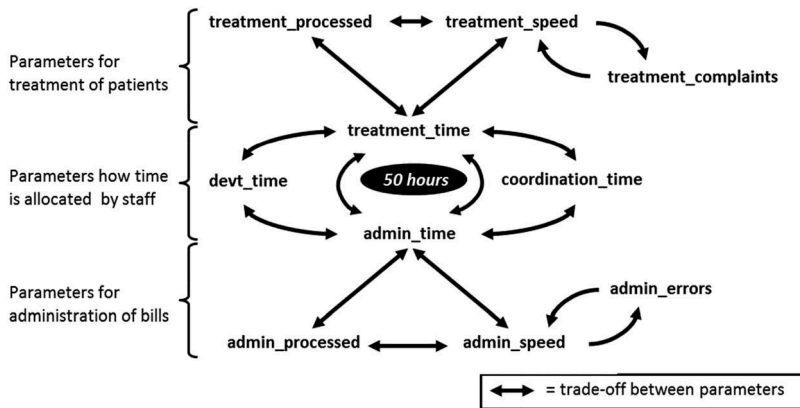 treatment_processed treatment_speed
Parameters for
treatment of patients
treatment_complaints
treatment_time
Parameters how time
is allocated by staff
devt_time
50 hours
coordination_time
admin_time
Parameters for
administration of bills
admin_errors
admin_processed admin_speed
= trade-off between parameters